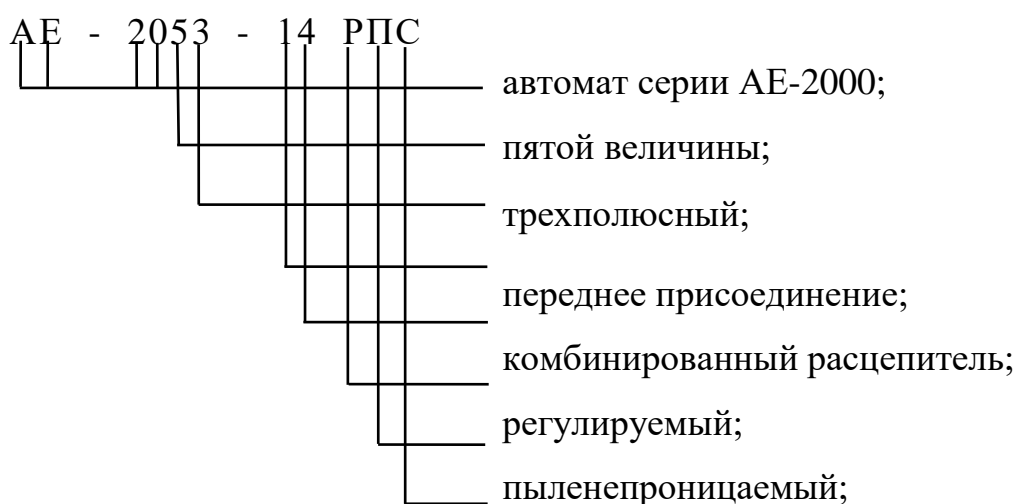 АЕ - 2053 - 14 РПС
автомат серии АЕ-2000;
пятой величины;
трехполюсный;
переднее присоединение;
комбинированный расцепитель;
регулируемый;
пыленепроницаемый;